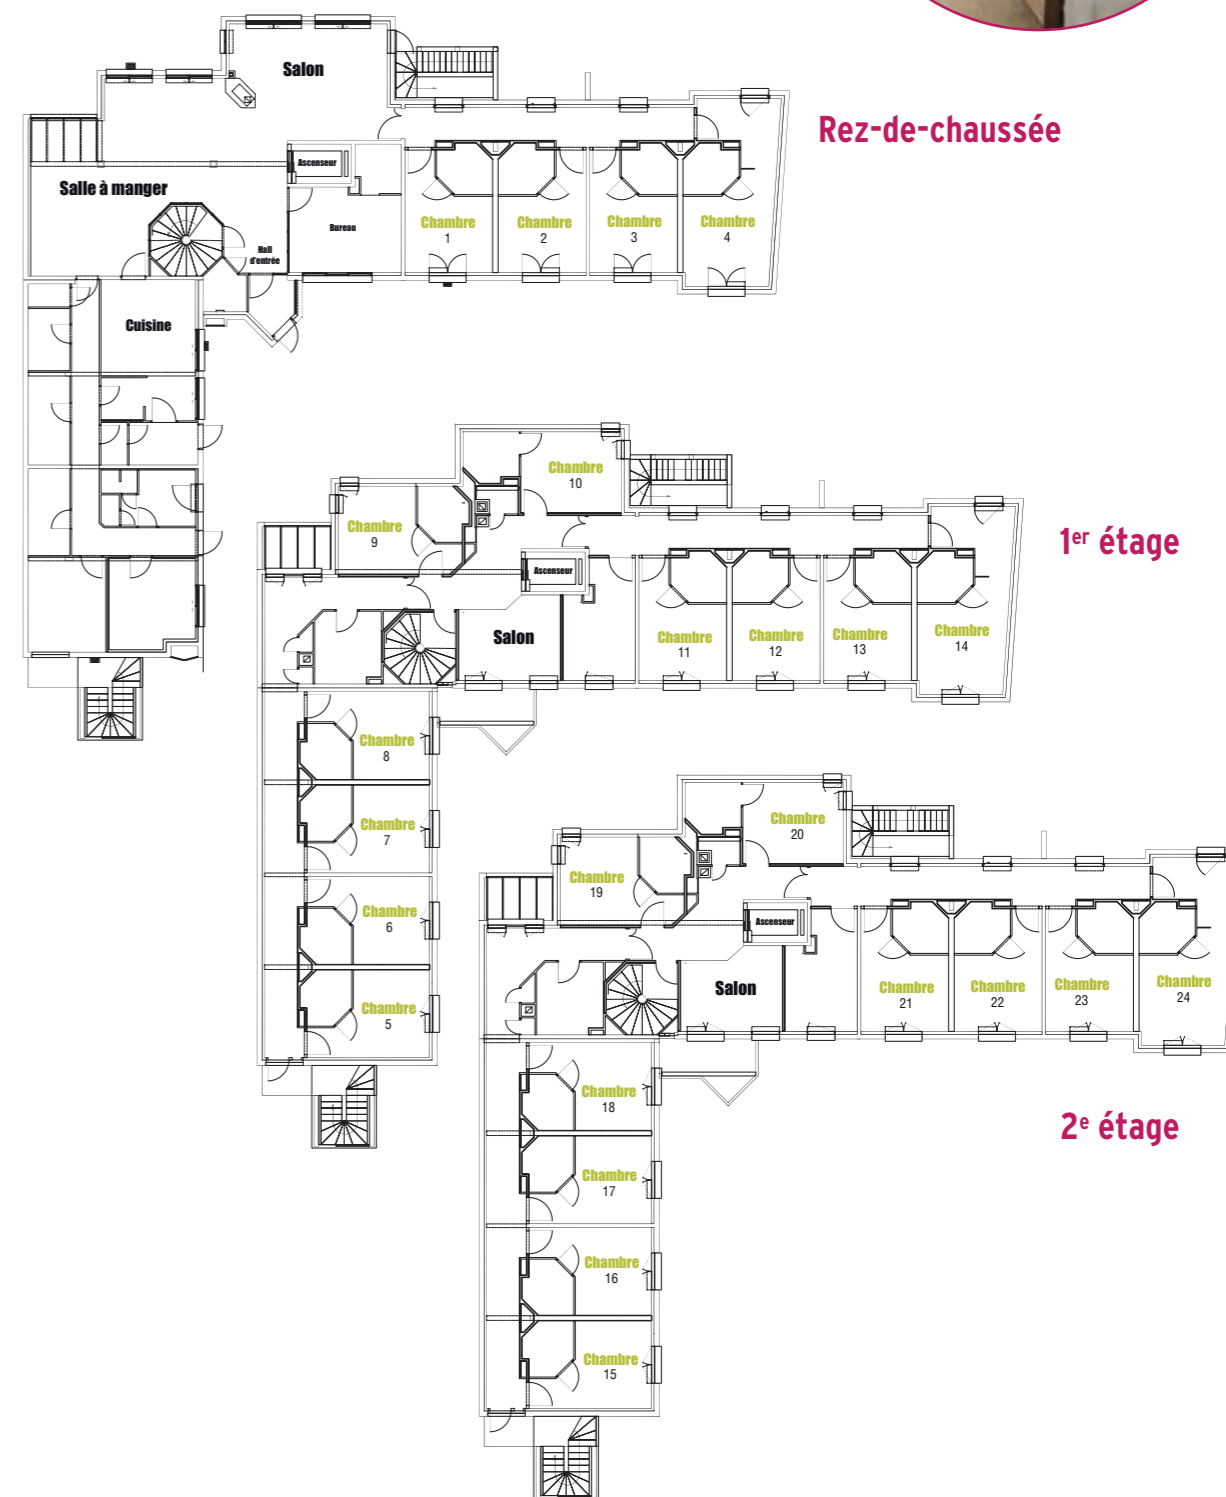 Rez-de-chaussée
Salon
Ascenseur
Salle à manger
Bureau
Hall
d'entrée
Chambre
1
Chambre
2
Chambre
3
Chambre
4
Cuisine
1er étage
Chambre
10
Chambre
9
Ascenseur
Salon
Chambre
11
Chambre
12
Chambre
13
Chambre
14
Chambre
8
Chambre
7
Chambre
6
Chambre
5
2e étage
Chambre
20
Chambre
19
Ascenseur
Salon
Chambre
21
Chambre
22
Chambre
23
Chambre
24
Chambre
18
Chambre
17
Chambre
16
Chambre
15